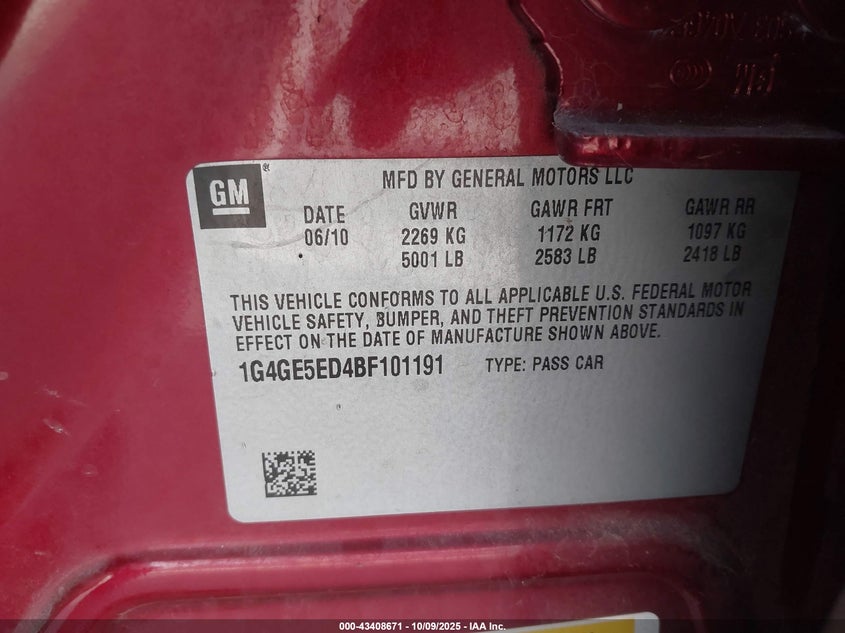 GM
MFD BY GENERAL MOTORS LLC
DATE GVWR GAWR FRT GAWR RR
06/10 2269 KG 1172 KG 1097 KG
5001 LB 2583 LB 2418 LB
THIS VEHICLE CONFORMS TO ALL APPLICABLE U.S. FEDERAL MOTOR
VEHICLE SAFETY, BUMPER, AND THEFT PREVENTION STANDARDS IN
EFFECT ON THE DATE OF MANUFACTURE SHOWN ABOVE.
1G4GE5ED4BF101191 TYPE: PASS CAR
000-43408671 - 10/09/2025 - IAA Inc.